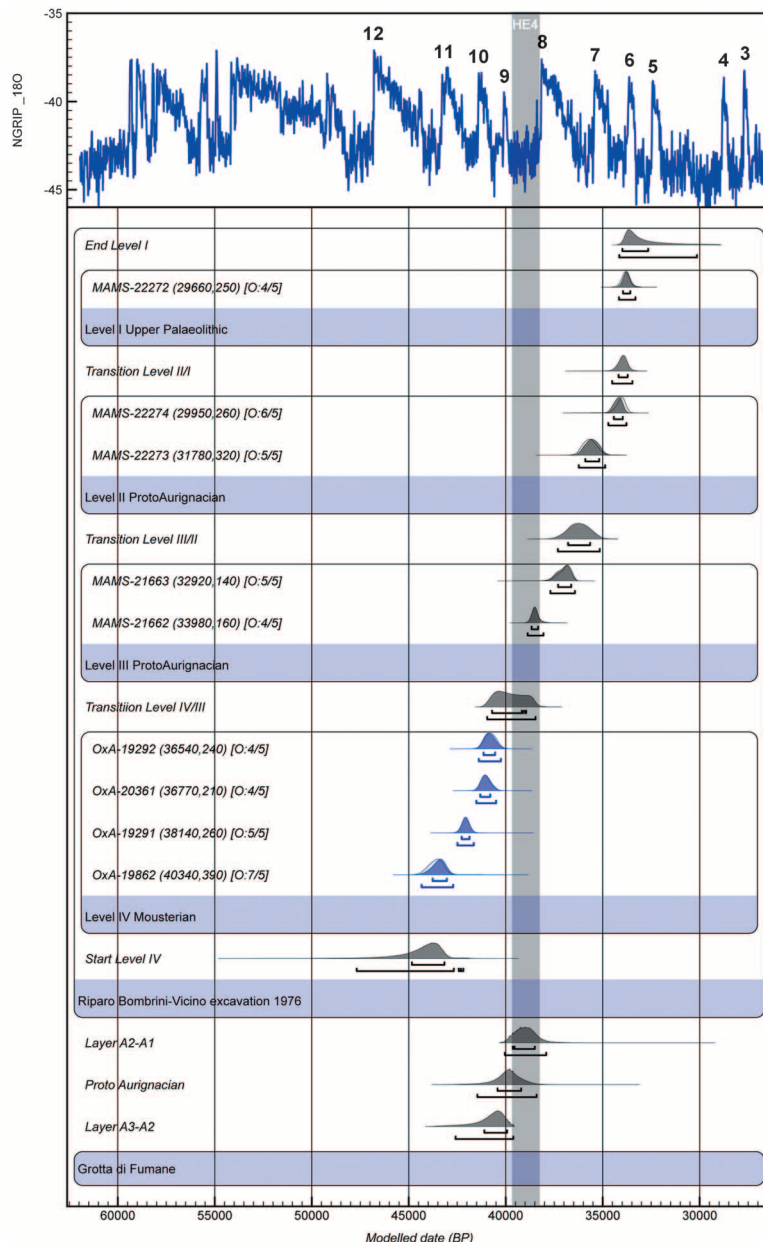 -35
HE4
12
8
11
10
7
6
3
5
4
9
-40
-45
NGRIP _18O
End Level I
MAMS-22272 (29660,250) [O:4/5]
Level I Upper Palaeolithic
Transition Level II/I
MAMS-22274 (29950,260) [O:6/5]
MAMS-22273 (31780,320) [O:5/5]
Level II ProtoAurignacian
Transition Level III/II
MAMS-21663 (32920,140) [O:5/5]
MAMS-21662 (33980,160) [O:4/5]
Level III ProtoAurignacian
Transitiion Level IV/III
OxA-19292 (36540,240) [O:4/5]
OxA-20361 (36770,210) [O:4/5]
OxA-19291 (38140,260) [O:5/5]
OxA-19862 (40340,390) [O:7/5]
Level IV Mousterian
Start Level IV
Riparo Bombrini-Vicino excavation 1976
Layer A2-A1
Proto Aurignacian
Layer A3-A2
Grotta di Fumane
60000 55000 50000 45000 40000 35000 30000
Modelled date (BP)